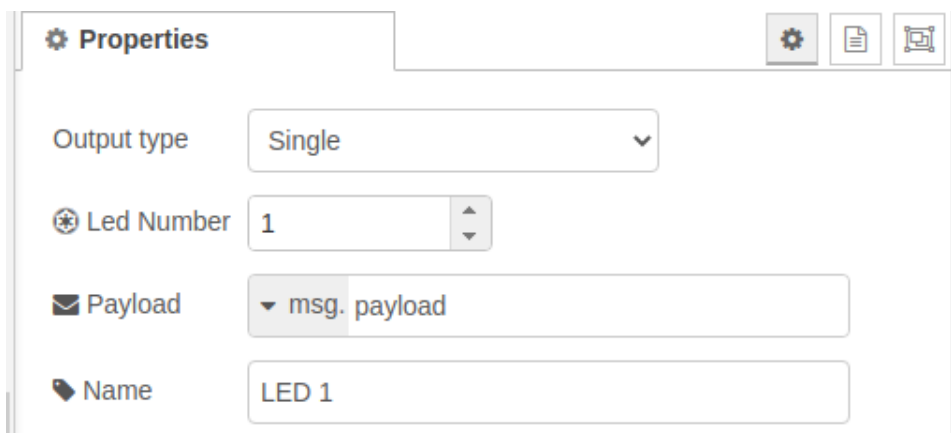 Properties
Output type Single
Led Number 1
Payload msg. payload
Name LED 1